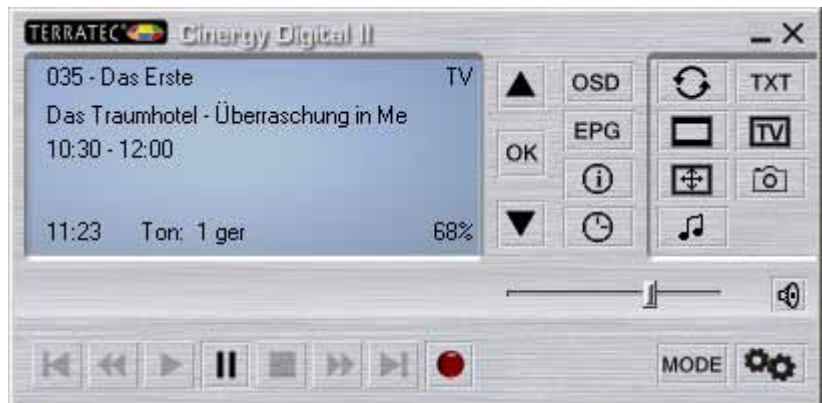 TERRATEC Cinergy Digital II
035 - Das Erste TV
Das Traumhotel - Überraschung in Me
10:30 - 12:00
11:23 Ton: 1 ger 68%
OK
OSD
EPG
TXT
TV
MODE